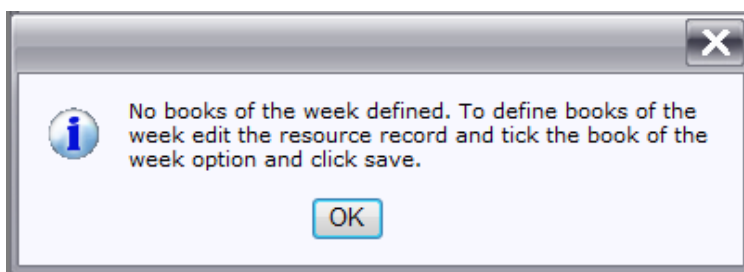 No books of the week defined. To define books of the
week edit the resource record and tick the book of the
week option and click save.
OK